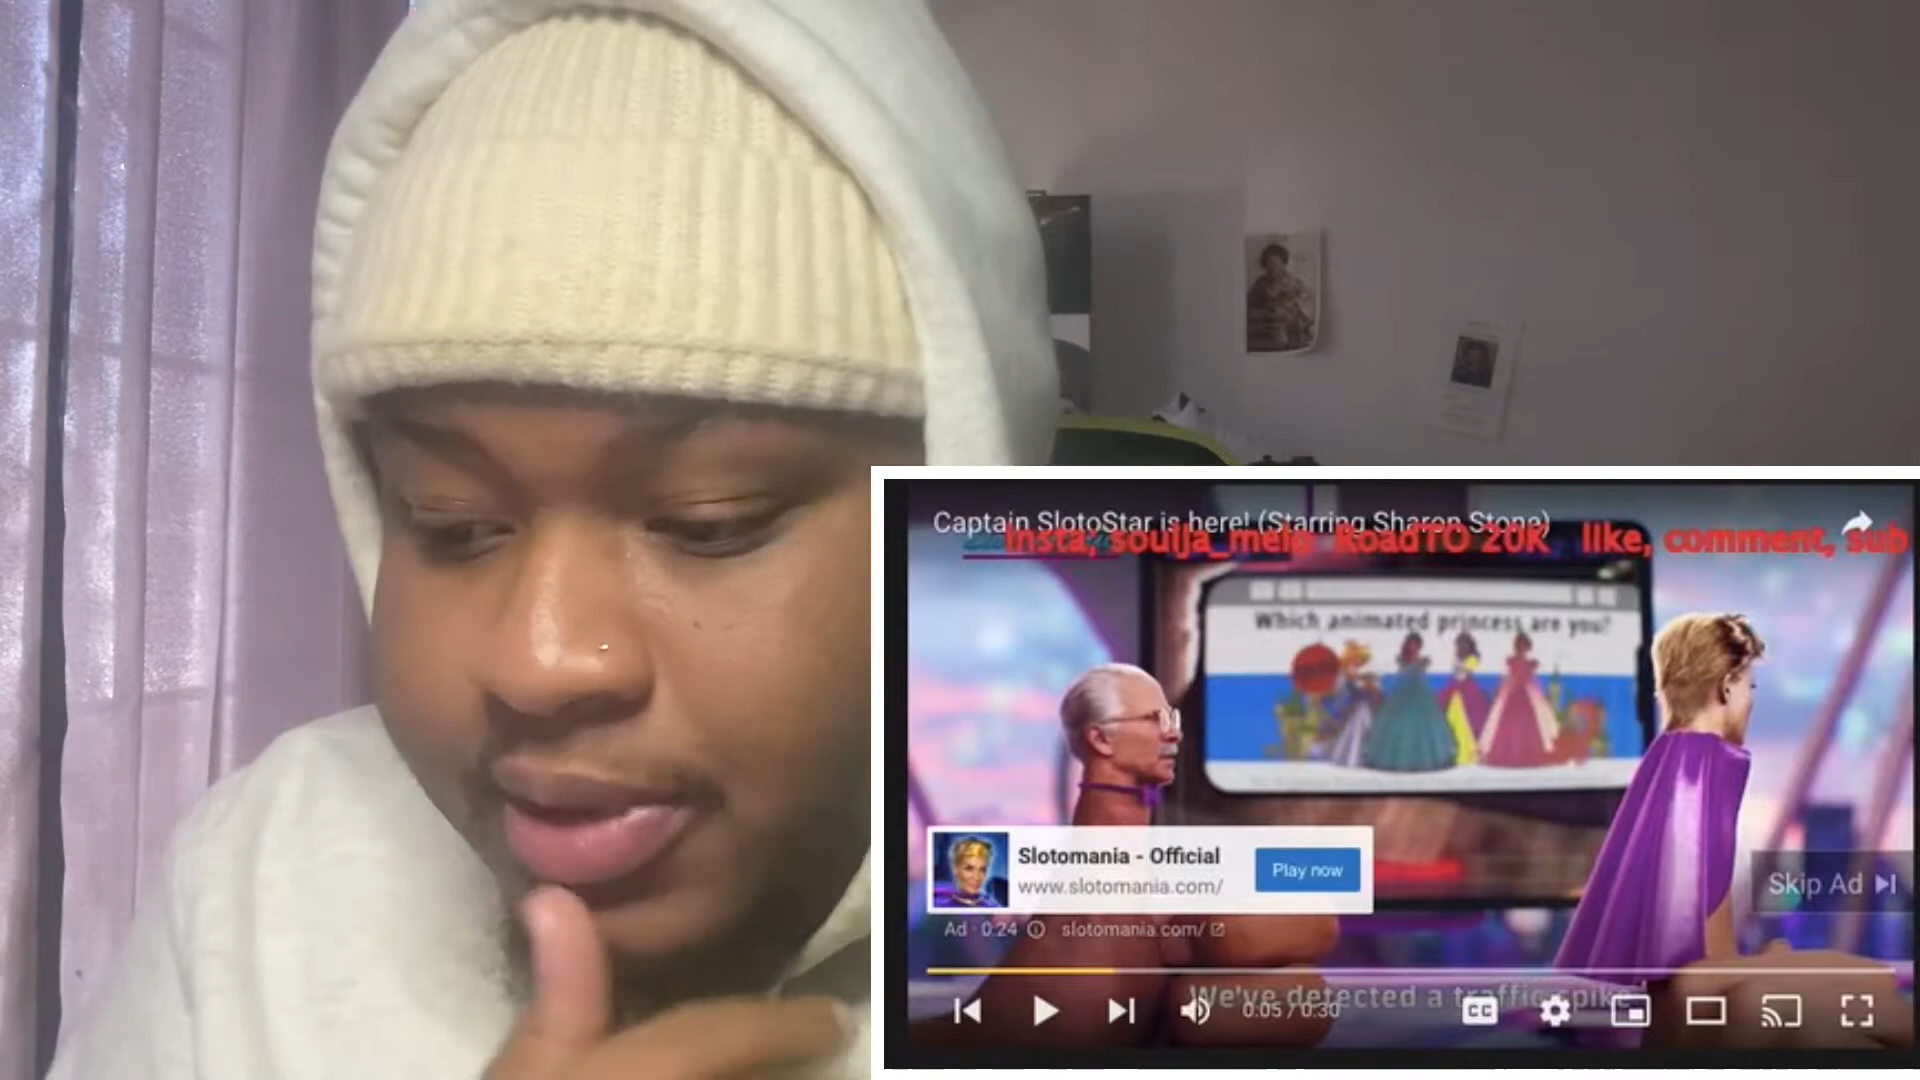 Captain SlotoStar is here! (Starring Sharon Stone)
Insta, soulja_melo RoadTO 20K like, comment, sub
Which animated princess are you?
Slotomania - Official
www.slotomania.com/
Play now
Skip Ad
Ad · 0:24 slotomania.com/
We've detected a traffic spike
0:05 / 0:30
CC